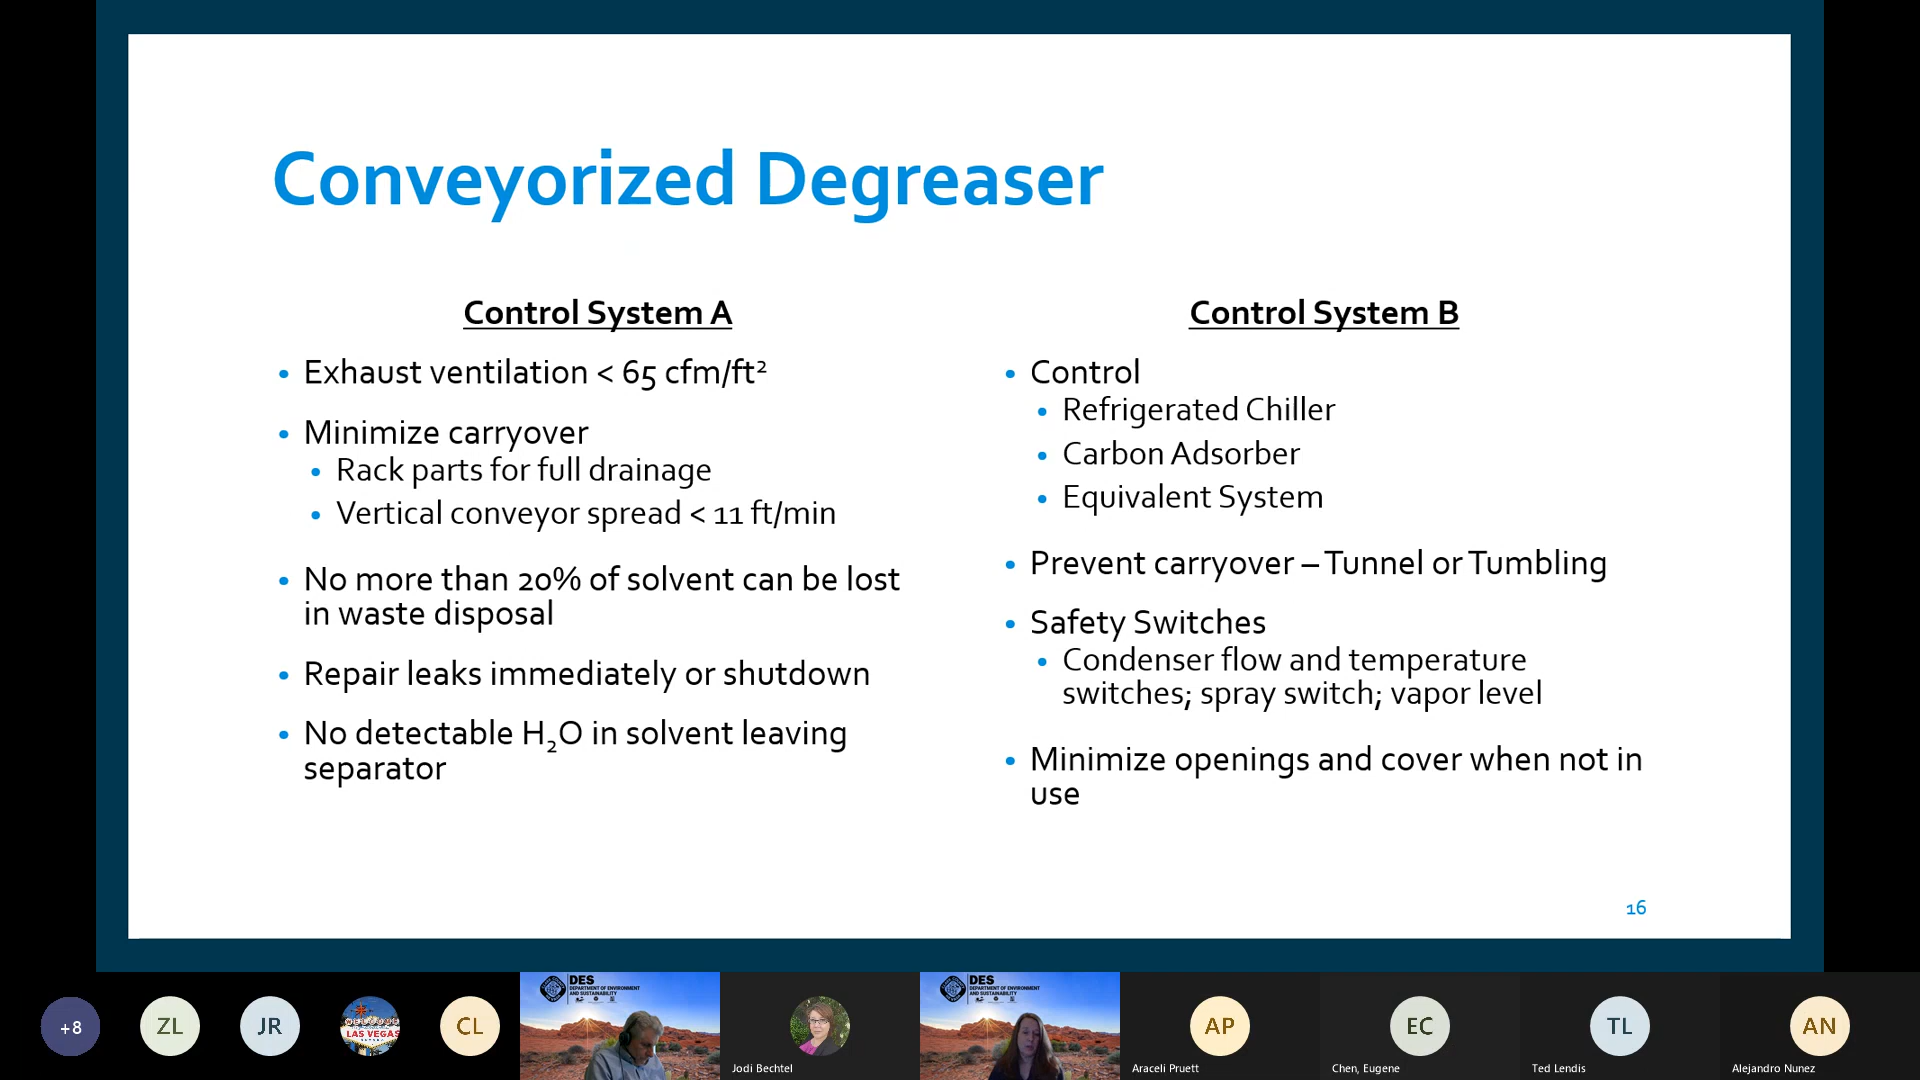 Conveyorized Degreaser
Control System A
• Exhaust ventilation < 65 cfm/ft²
• Minimize carryover
• Rack parts for full drainage
• Vertical conveyor spread < 11 ft/min
• No more than 20% of solvent can be lost
in waste disposal
• Repair leaks immediately or shutdown
• No detectable H₂O in solvent leaving
separator
Control System B
• Control
• Refrigerated Chiller
• Carbon Adsorber
• Equivalent System
• Prevent carryover – Tunnel or Tumbling
• Safety Switches
• Condenser flow and temperature
switches; spray switch; vapor level
• Minimize openings and cover when not in
use
16
+8
ZL
JR
LAS VEGAS
CL
DES
DEPARTMENT OF ENVIRONMENT
AND SUSTAINABILITY
Jodi Bechtel
DES
DEPARTMENT OF ENVIRONMENT
AND SUSTAINABILITY
AP
Araceli Pruett
EC
Chen, Eugene
TL
Ted Lendis
AN
Alejandro Nunez